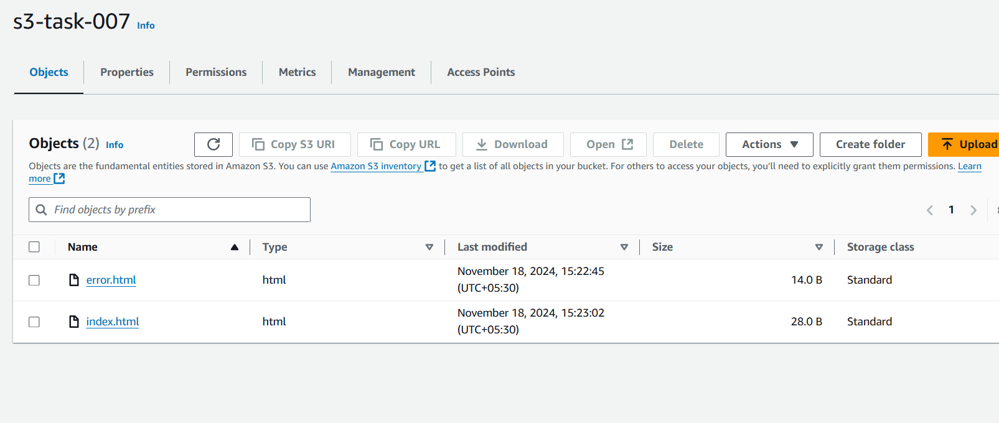 s3-task-007 Info
Objects Properties Permissions Metrics Management Access Points
Objects (2) Info Copy S3 URI Copy URL Download Open Delete Actions Create folder Upload
Objects are the fundamental entities stored in Amazon S3. You can use Amazon S3 inventory to get a list of all objects in your bucket. For others to access your objects, you'll need to explicitly grant them permissions. Learn
more
Find objects by prefix 1
Name Type Last modified Size Storage class
error.html html November 18, 2024, 15:22:45 (UTC+05:30) 14.0 B Standard
index.html html November 18, 2024, 15:23:02 (UTC+05:30) 28.0 B Standard